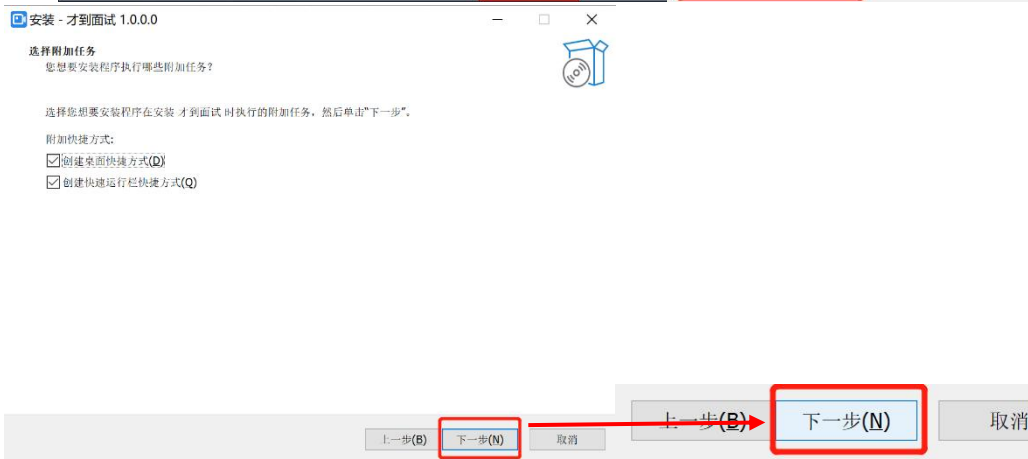 安装 - 才到面试 1.0.0.0
选择附加任务
您想要安装程序执行哪些附加任务?
选择您想要安装程序在安装 才到面试 时执行的附加任务，然后单击“下一步”。
附加快捷方式:
创建桌面快捷方式(D)
创建快速运行栏快捷方式(Q)
上一步(B) 下一步(N) 取消
上一步(B) 下一步(N) 取消